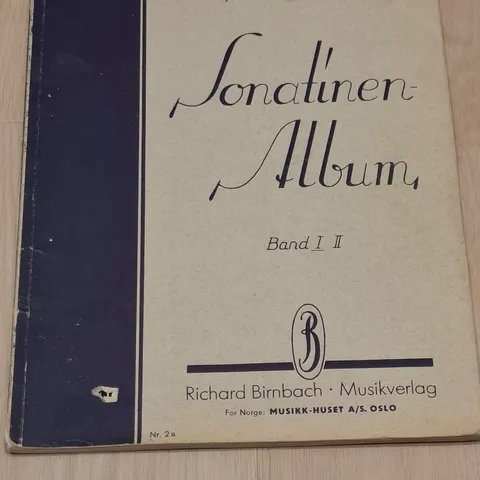 Sonatinen-
Album
Band I II
B
Richard Birnbach · Musikverlag
For Norge: MUSIKK-HUSET A/S. OSLO
Nr. 2a